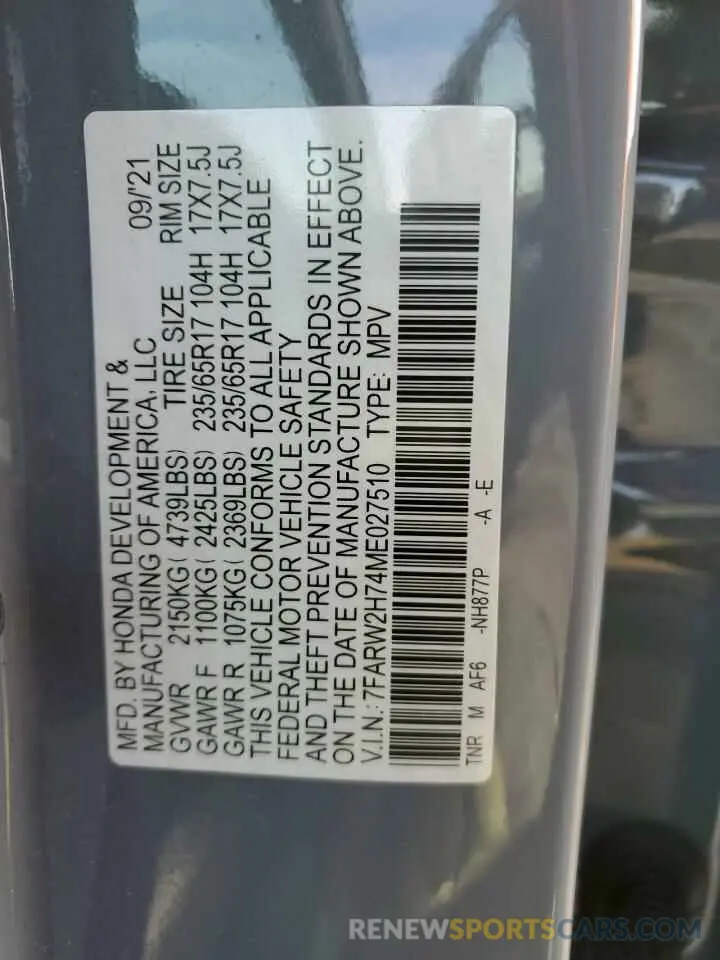 MFD. BY HONDA DEVELOPMENT & 09/'21
MANUFACTURING OF AMERICA, LLC
GVWR 2150KG( 4739LBS) TIRE SIZE RIM SIZE
GAWR F 1100KG( 2425LBS) 235/65R17 104H 17X7.5J
GAWR R 1075KG( 2369LBS) 235/65R17 104H 17X7.5J
THIS VEHICLE CONFORMS TO ALL APPLICABLE
FEDERAL MOTOR VEHICLE SAFETY
AND THEFT PREVENTION STANDARDS IN EFFECT
ON THE DATE OF MANUFACTURE SHOWN ABOVE.
V.I.N.: 7FARW2H74ME027510 TYPE: MPV
TNR M AF6 -NH877P -A -E
RENEWSPORTSCARS.COM